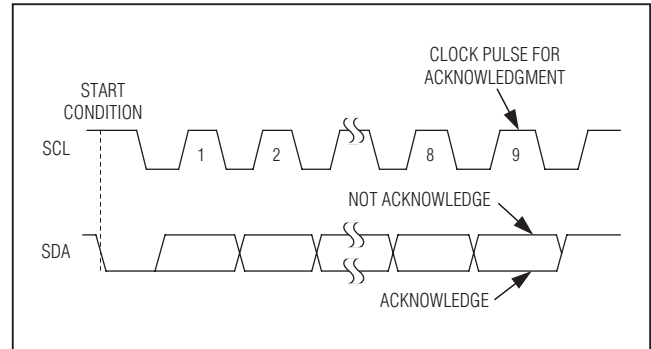 CLOCK PULSE FOR
ACKNOWLEDGMENT
START
CONDITION
SCL
1
2
8
9
NOT ACKNOWLEDGE
SDA
ACKNOWLEDGE